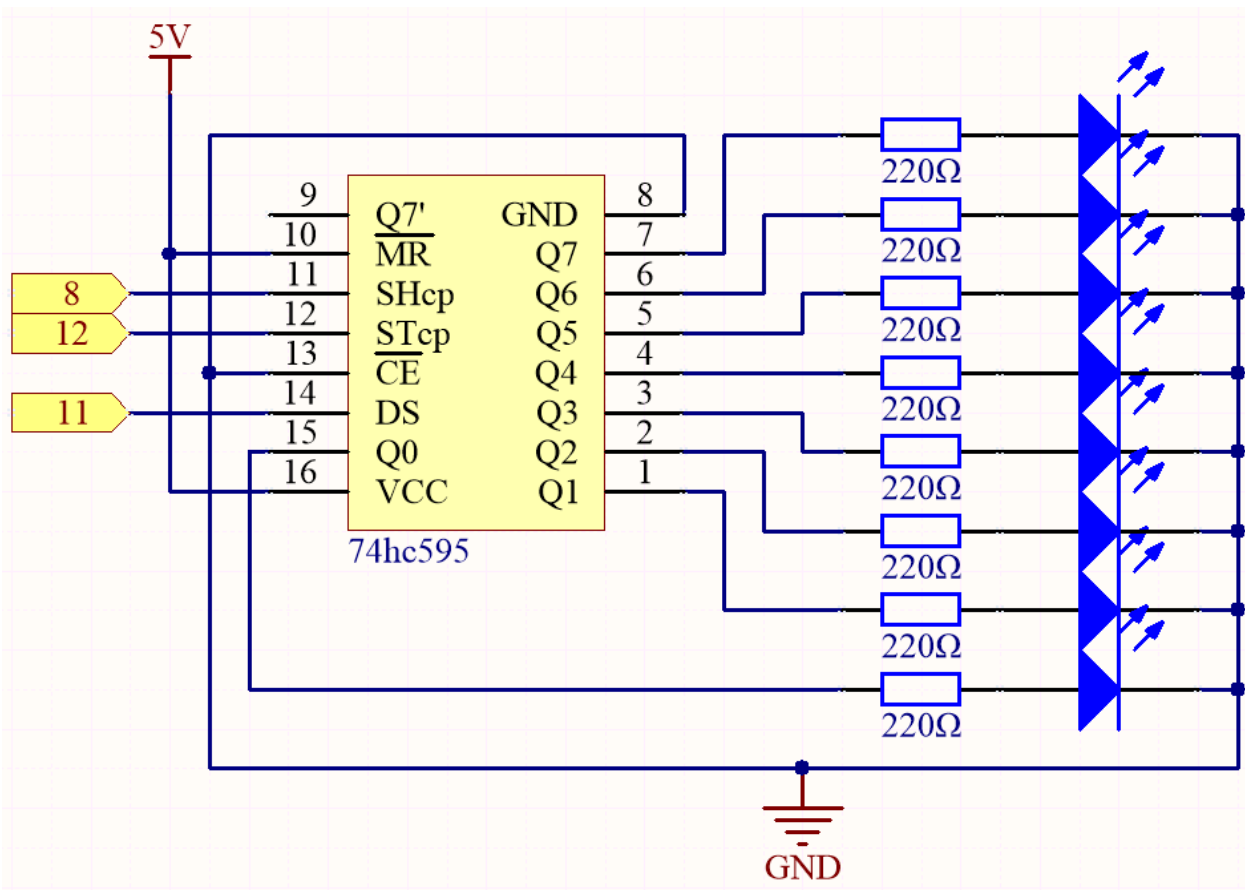 5V
9
Q7'
GND
8
220Ω
10
MR
Q7
7
220Ω
8
11
SHcp
Q6
6
12
12
STcp
Q5
5
220Ω
13
CE
Q4
4
11
14
DS
Q3
3
220Ω
15
Q0
Q2
2
16
VCC
Q1
1
220Ω
74hc595
220Ω
220Ω
220Ω
GND